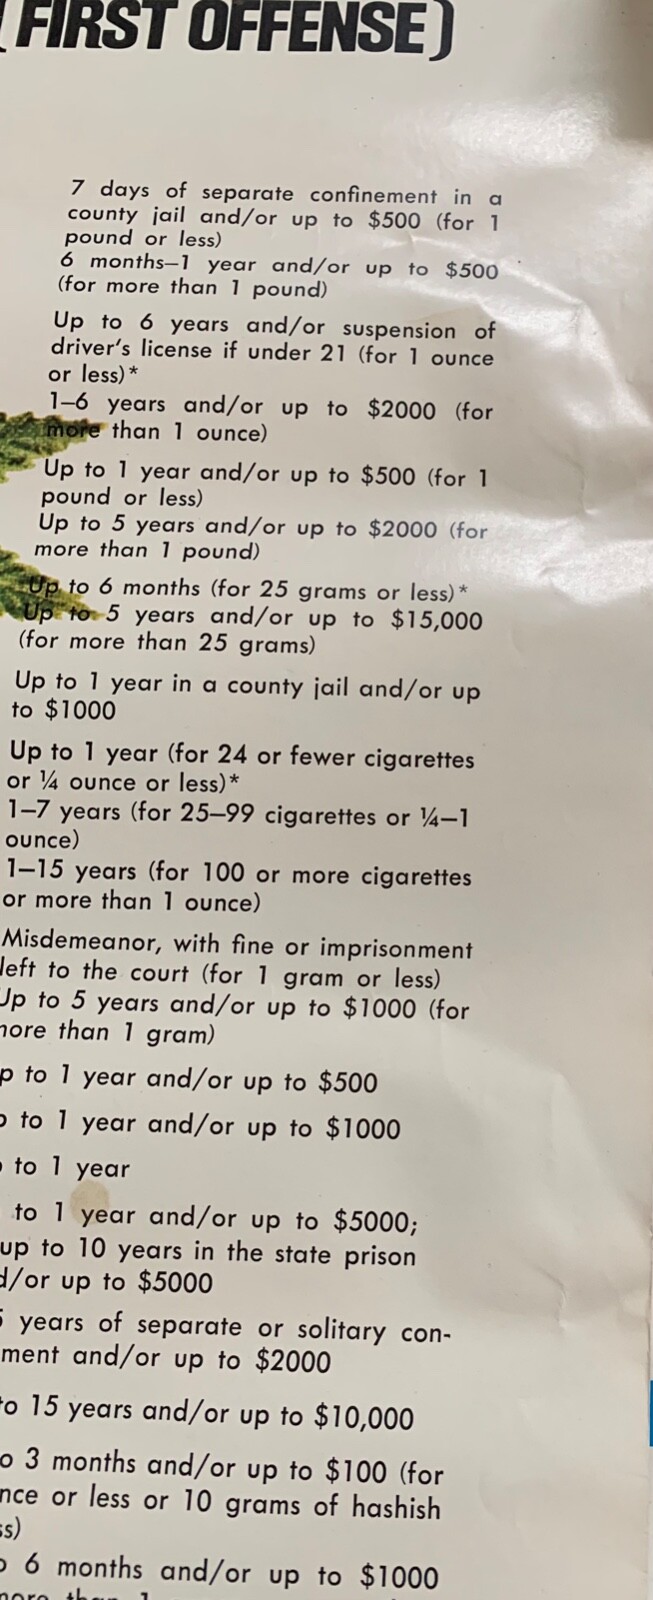 (FIRST OFFENSE)
7 days of separate confinement in a
county jail and/or up to $500 (for 1
pound or less)
6 months–1 year and/or up to $500
(for more than 1 pound)
Up to 6 years and/or suspension of
driver's license if under 21 (for 1 ounce
or less)*
1–6 years and/or up to $2000 (for
more than 1 ounce)
Up to 1 year and/or up to $500 (for 1
pound or less)
Up to 5 years and/or up to $2000 (for
more than 1 pound)
Up to 6 months (for 25 grams or less)*
Up to 5 years and/or up to $15,000
(for more than 25 grams)
Up to 1 year in a county jail and/or up
to $1000
Up to 1 year (for 24 or fewer cigarettes
or ¼ ounce or less)*
1–7 years (for 25–99 cigarettes or ¼–1
ounce)
1–15 years (for 100 or more cigarettes
or more than 1 ounce)
Misdemeanor, with fine or imprisonment
left to the court (for 1 gram or less)
Up to 5 years and/or up to $1000 (for
more than 1 gram)
p to 1 year and/or up to $500
to 1 year and/or up to $1000
to 1 year
to 1 year and/or up to $5000;
up to 10 years in the state prison
d/or up to $5000
years of separate or solitary con-
ment and/or up to $2000
to 15 years and/or up to $10,000
o 3 months and/or up to $100 (for
nce or less or 10 grams of hashish
ss)
6 months and/or up to $1000
more than 1